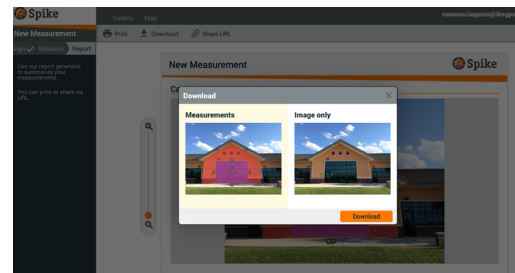 Spike
Gallery Map
New Measurement
Print Download Share URL
Sign Measure Report
Use our report generator
to summarize your
measurements.
You can print or share via
URL.
New Measurement
Spike
Download
Measurements
Image only
Download